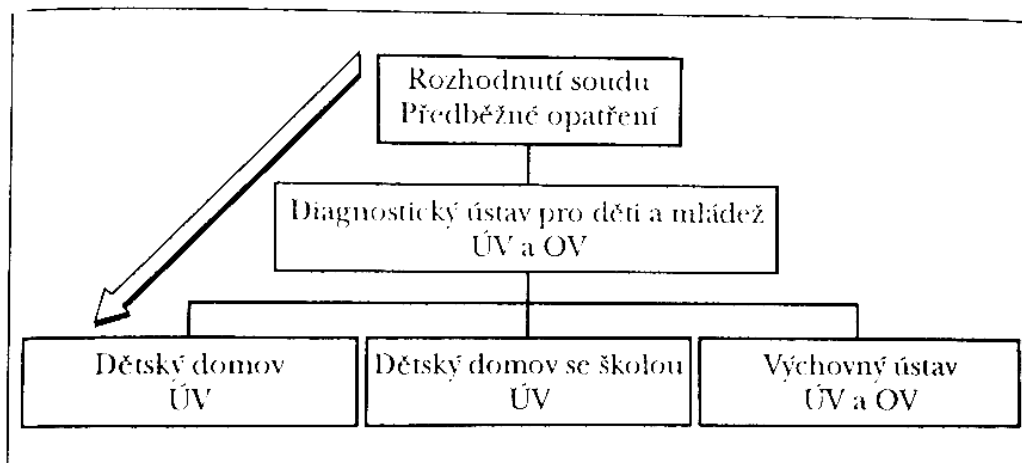 Rozhodnutí soudu
Předběžné opatření
Diagnostický ústav pro děti a mládež
ÚV a OV
Dětský domov
ÚV
Dětský domov se školou
ÚV
Výchovný ústav
ÚV a OV